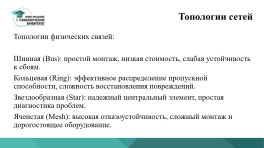 Топологии сетей
Топологии физических связей:
Шинная (Bus): простой монтаж, низкая стоимость, слабая устойчивость
к сбоям.
Кольцевая (Ring): эффективное распределение пропускной
способности, сложность восстановления повреждений.
Звездообразная (Star): надежный центральный элемент, простая
диагностика проблем.
Ячеистая (Mesh): высокая отказоустойчивость, сложный монтаж и
дорогостоящее оборудование.